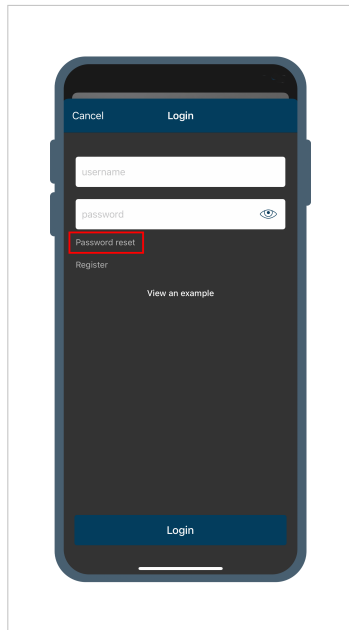 Cancel Login
username
password
Password reset
Register
View an example
Login